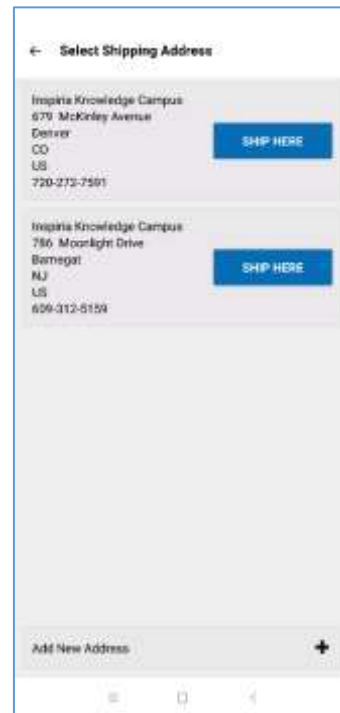 Select Shipping Address
Inspiria Knowledge Campus
679 McKinley Avenue
Denver
CO
US
720-272-7591
SHIP HERE
Inspiria Knowledge Campus
786 Moonlight Drive
Barnegat
NJ
US
609-312-5159
SHIP HERE
Add New Address